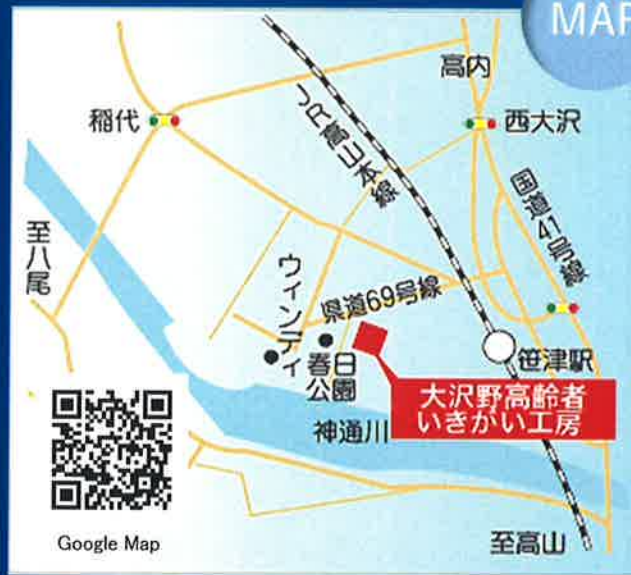 MAP
高内
稲代
西大沢
JR高山本線
国道41号線
至八尾
ウィンディ
県道69号線
春日
公園
笹津駅
大沢野高齢者
いきがい工房
神通川
至高山
Google Map